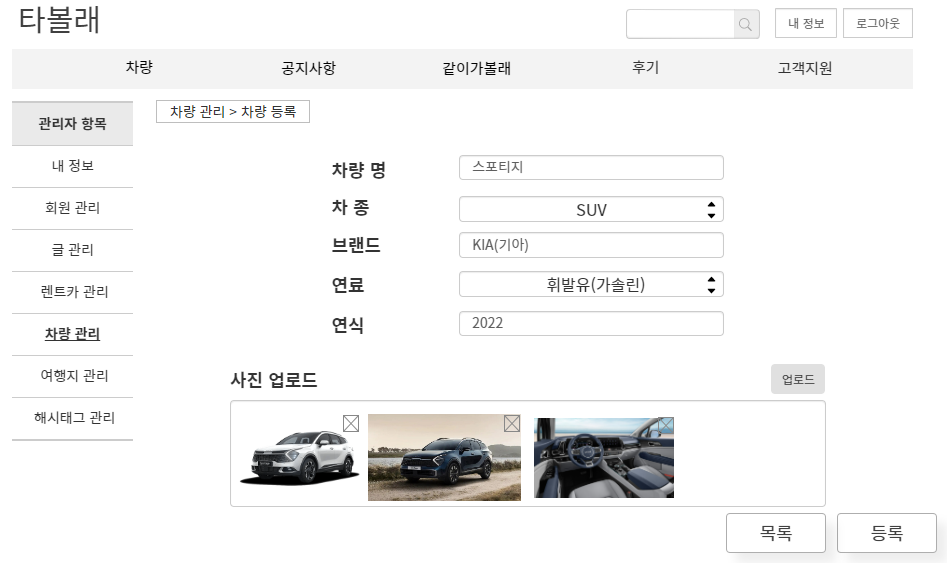 타볼래
내 정보
로그아웃
차량
공지사항
같이가볼래
후기
고객지원
관리자 항목
내 정보
회원 관리
글 관리
렌트카 관리
차량 관리
여행지 관리
해시태그 관리
차량 관리 > 차량 등록
차량 명
스포티지
차 종
SUV
브랜드
KIA(기아)
연료
휘발유(가솔린)
연식
2022
사진 업로드
업로드
목록
등록